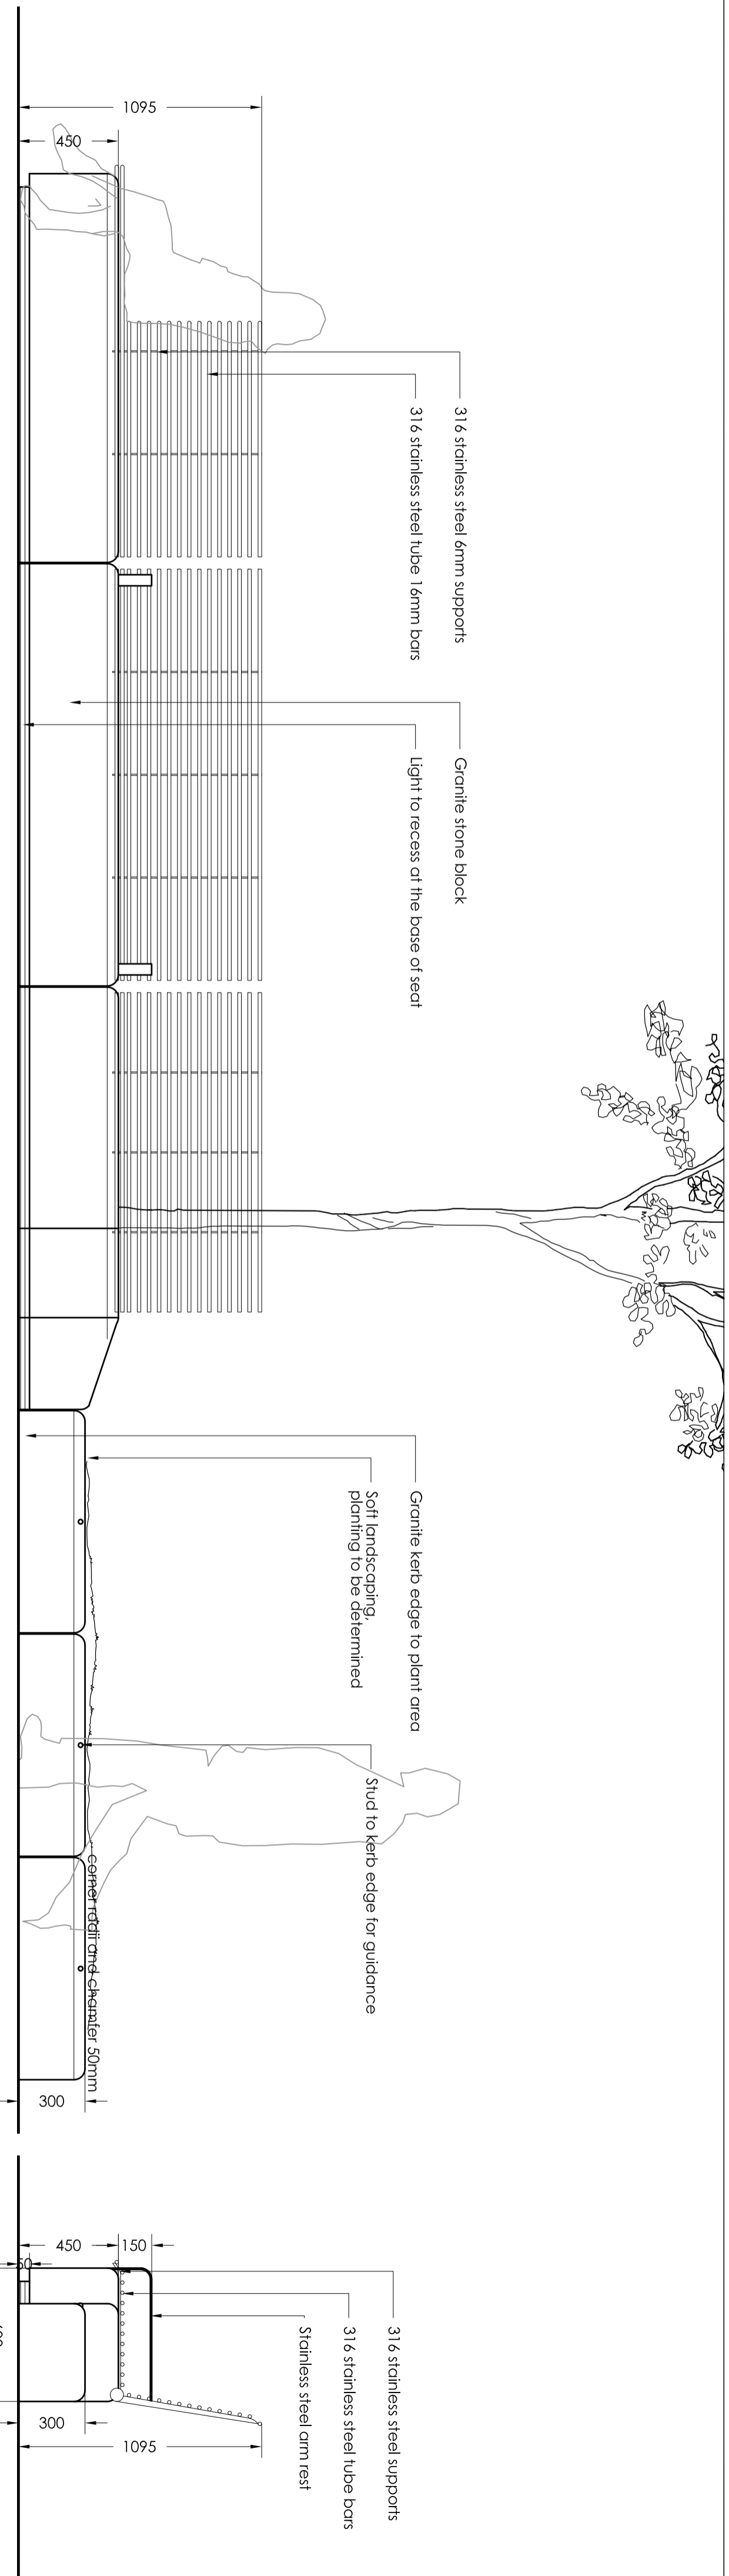 1095
450
316 stainless steel 6mm supports
316 stainless steel tube 16mm bars
Granite stone block
Light to recess at the base of seat
Granite kerb edge to plant area
Soft landscaping,
planting to be determined
Stud to kerb edge for guidance
corner radii and chamfer 50mm
300
450
150
50
300
1095
316 stainless steel supports
316 stainless steel tube bars
Stainless steel arm rest